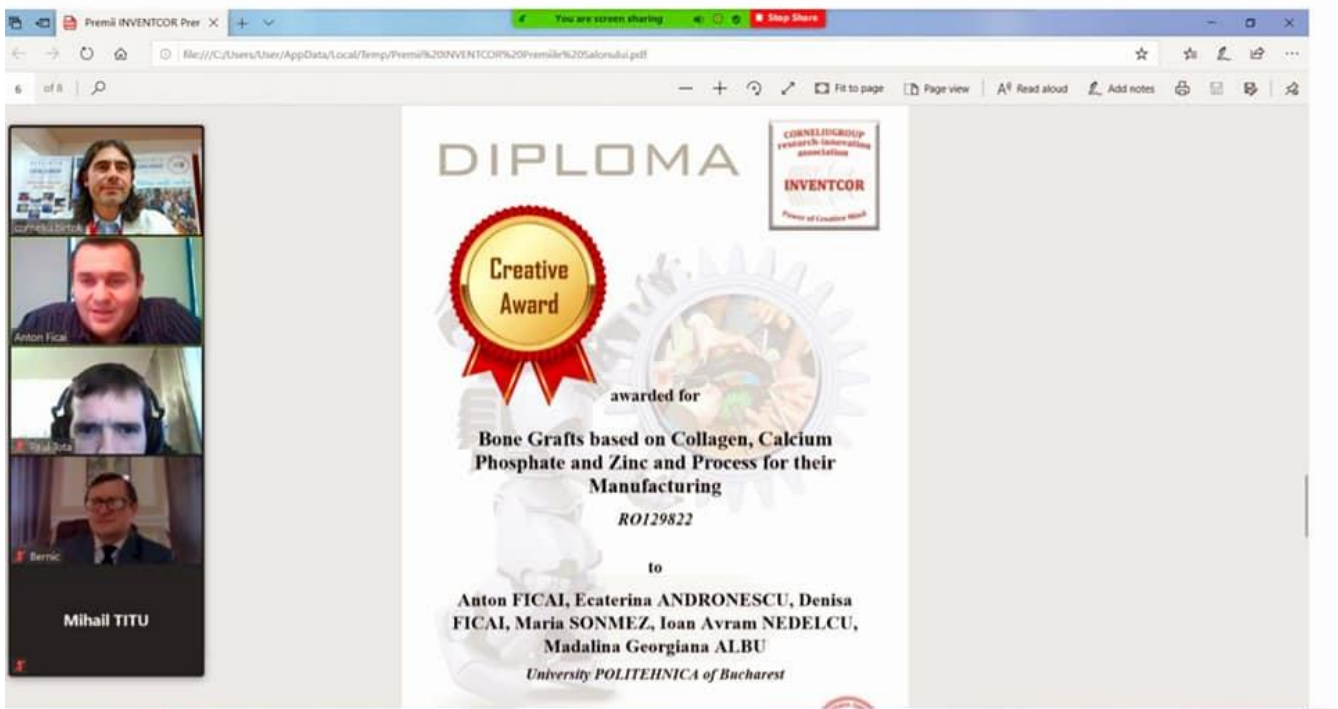 Premii INVENTCOR Prer
You are screen sharing
Stop Share
file:///C:/Users/User/AppData/Local/Temp/Premii%20INVENTCOR%20Premiile%20Salonului.pdf
6 of 8
Fit to page
Page view
Read aloud
Add notes
DIPLOMA
CORNELIUGROUP
research-innovation
association
INVENTCOR
Power of Creative Mind
Creative
Award
Anton Ficai
Bernic
Mihail TITU
awarded for
Bone Grafts based on Collagen, Calcium
Phosphate and Zinc and Process for their
Manufacturing
RO129822
to
Anton FICAI, Ecaterina ANDRONESCU, Denisa
FICAI, Maria SONMEZ, Ioan Avram NEDELCU,
Madalina Georgiana ALBU
University POLITEHNICA of Bucharest